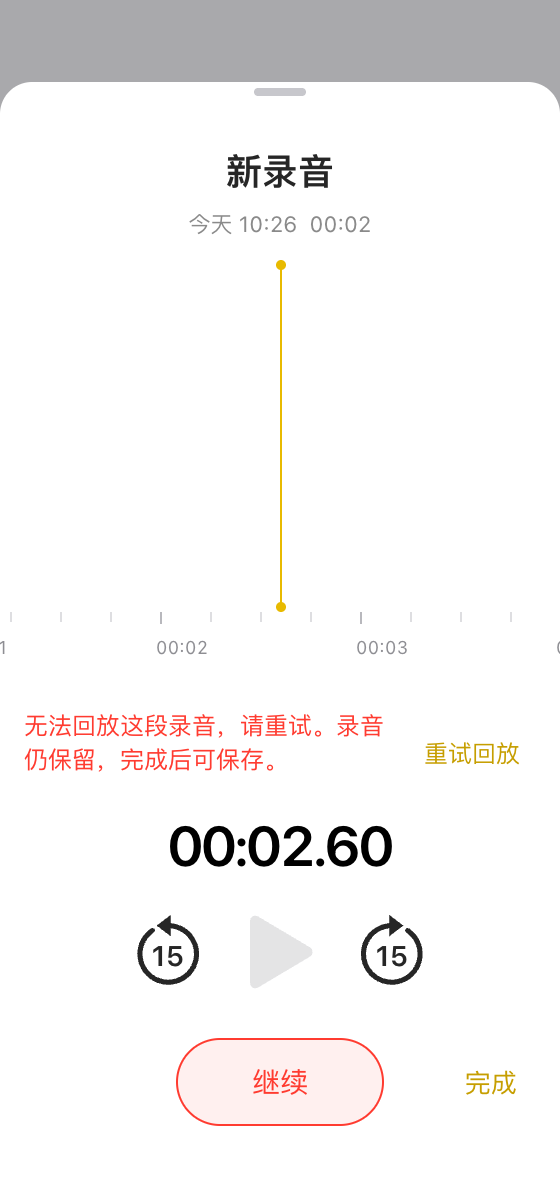 新录音
今天 10:26 00:02
00:02
00:03
无法回放这段录音，请重试。录音
仍保留，完成后可保存。
重试回放
00:02.60
15
15
继续
完成